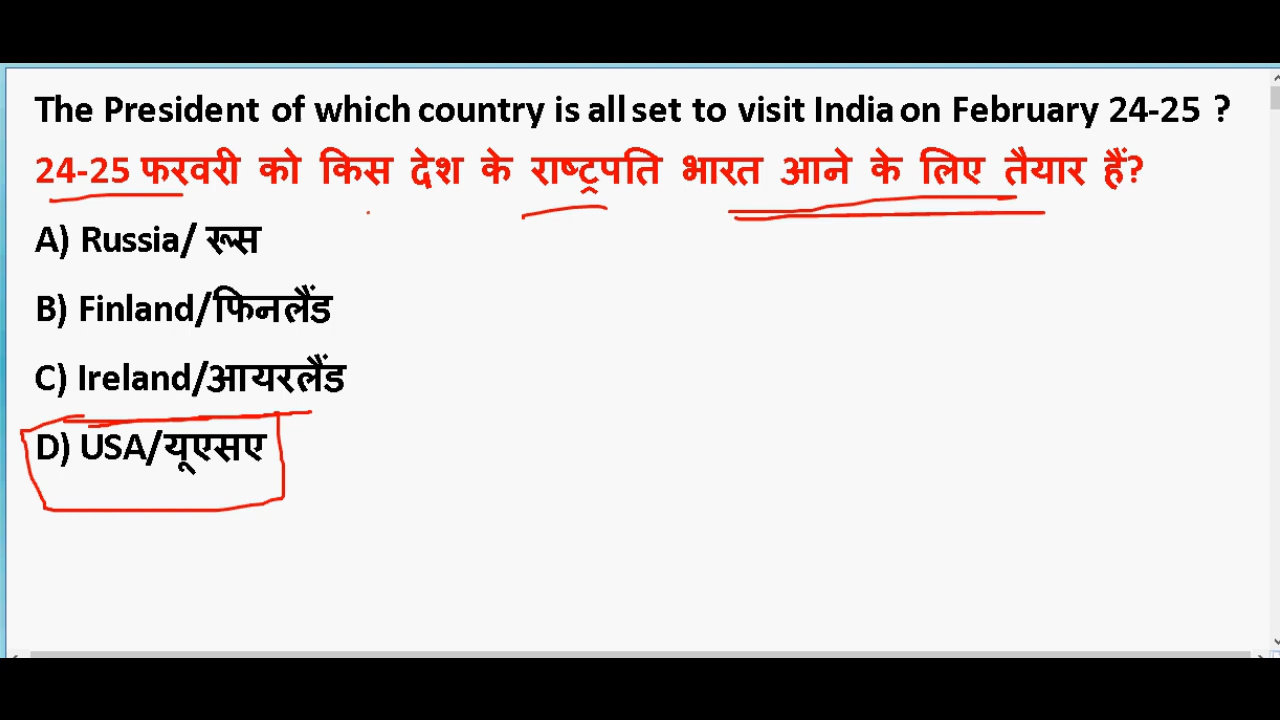 The President of which country is all set to visit India on February 24-25 ?
24-25 फरवरी को किस देश के राष्ट्रपति भारत आने के लिए तैयार हैं?
A) Russia/ रूस
B) Finland/फिनलैंड
C) Ireland/आयरलैंड
D) USA/यूएसए